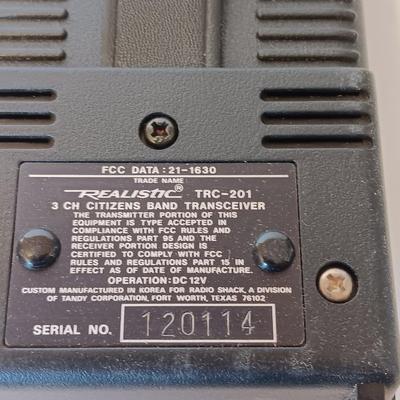 FCC DATA: 21-1630
TRADE NAME:
REALISTIC® TRC-201
3 CH CITIZENS BAND TRANSCEIVER
THE TRANSMITTER PORTION OF THIS
EQUIPMENT IS TYPE ACCEPTED IN
COMPLIANCE WITH FCC RULES AND
REGULATIONS PART 95 AND THE
RECEIVER PORTION DESIGN IS
CERTIFIED TO COMPLY WITH FCC
RULES AND REGULATIONS PART 15 IN
EFFECT AS OF DATE OF MANUFACTURE.
OPERATION: DC 12V
CUSTOM MANUFACTURED IN KOREA FOR RADIO SHACK, A DIVISION
OF TANDY CORPORATION, FORT WORTH, TEXAS 76102
SERIAL NO. 120114